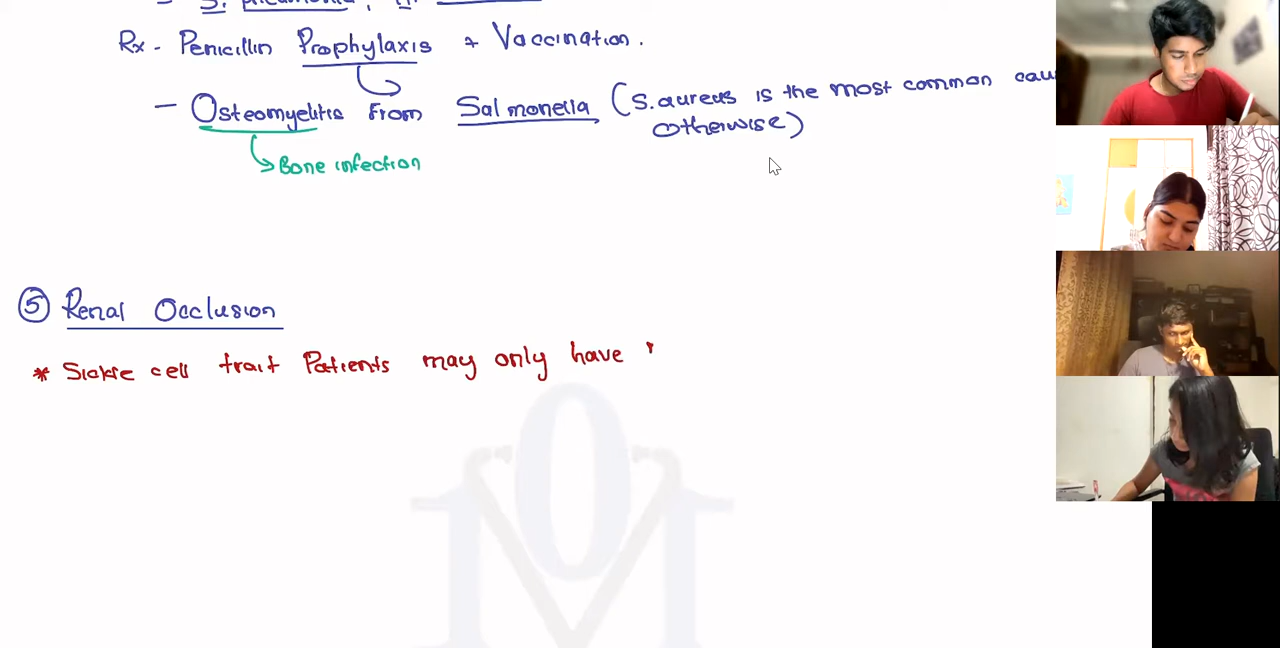 - S. pneumonia,
Rx - Penicillin Prophylaxis + Vaccination.
- Osteomyelitis from Salmonella (S. aureus is the most common cau
otherwise)
Bone infection
⑤ Renal Occlusion
* Sickle cell trait Patients may only have